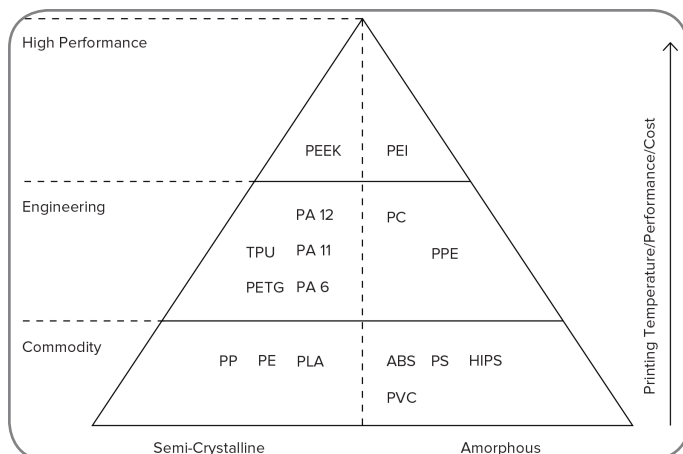 High Performance
PEEK PEI
Engineering
PA 12 PC
TPU PA 11 PPE
PETG PA 6
Commodity
PP PE PLA ABS PS HIPS
PVC
Semi-Crystalline Amorphous
Printing Temperature/Performance/Cost